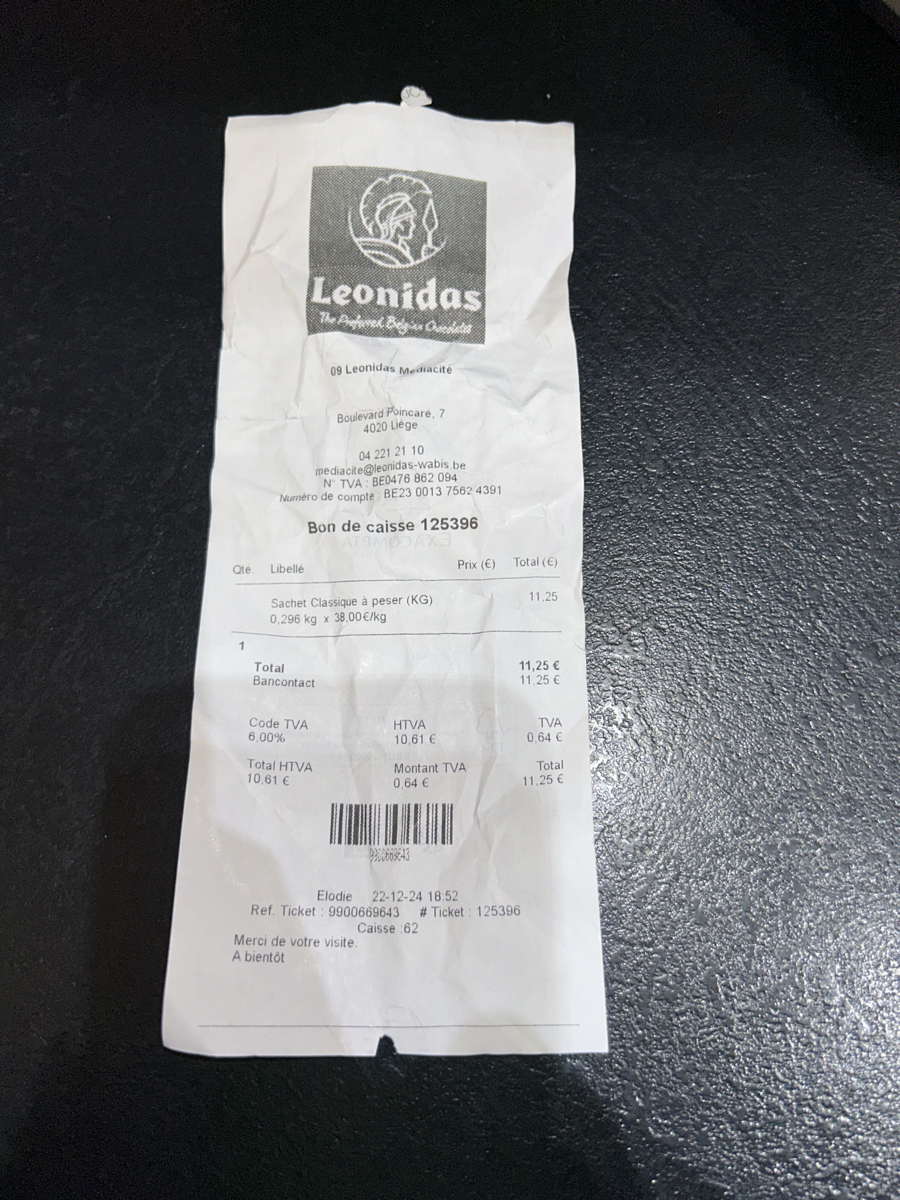 Leonidas
The Preferred Belgian Chocolates
09 Leonidas Médiacité
Boulevard Poincaré, 7
4020 Liège
04 221 21 10
mediacite@leonidas-wabis.be
N° TVA : BE0476 862 094
Numéro de compte : BE23 0013 7562 4391
Bon de caisse 125396
Qté. Libellé Prix (€) Total (€)
Sachet Classique à peser (KG) 11,25
0,296 kg x 38,00€/kg
1
Total 11,25 €
Bancontact 11,25 €
Code TVA HTVA TVA
6,00% 10,61 € 0,64 €
Total HTVA Montant TVA Total
10,61 € 0,64 € 11,25 €
Elodie 22-12-24 18:52
Ref. Ticket : 9900669643 # Ticket : 125396
Caisse :62
Merci de votre visite.
A bientôt